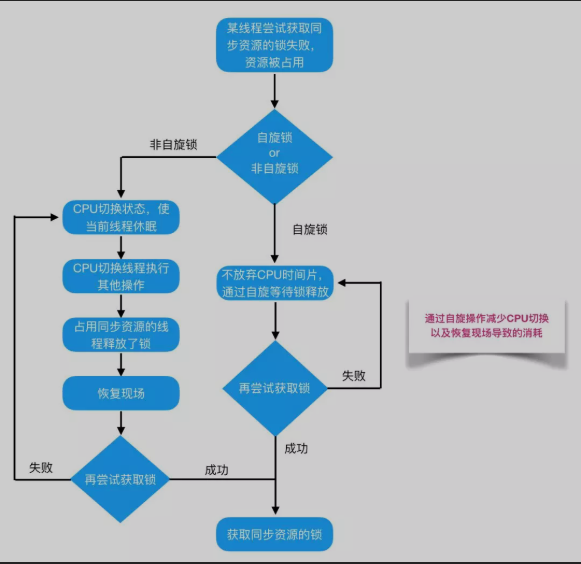 某线程尝试获取同
步资源的锁失败，
资源被占用
自旋锁
or
非自旋锁
非自旋锁
自旋锁
CPU切换状态，使
当前线程休眠
CPU切换线程执行
其他操作
占用同步资源的线
程释放了锁
恢复现场
再尝试获取锁
失败
成功
不放弃CPU时间片，
通过自旋等待锁释放
再尝试获取锁
失败
成功
获取同步资源的锁
通过自旋操作减少CPU切换
以及恢复现场导致的消耗